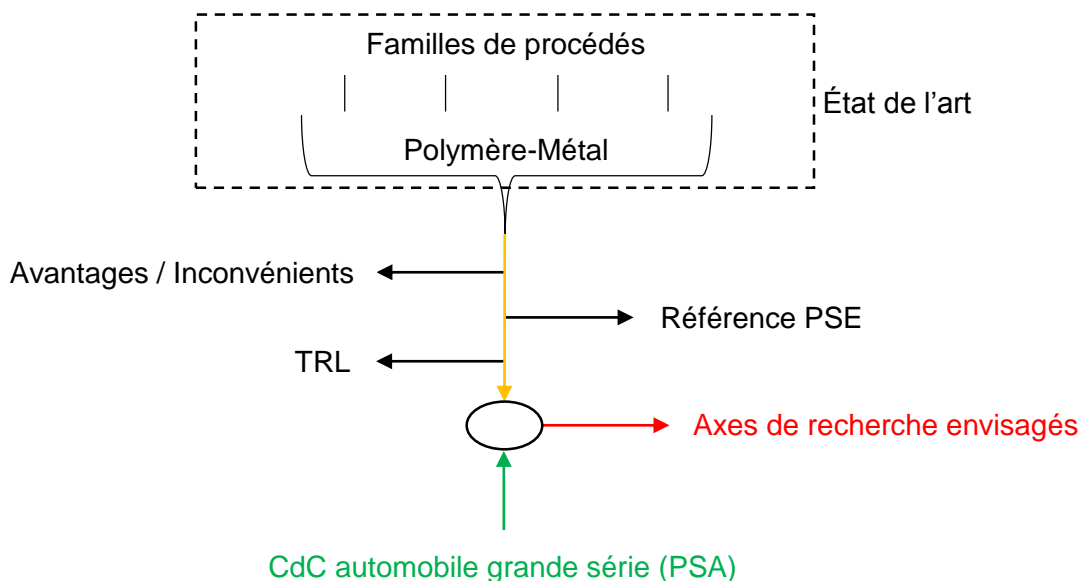 Familles de procédés
État de l’art
Polymère-Métal
Avantages / Inconvénients
Référence PSE
TRL
Axes de recherche envisagés
CdC automobile grande série (PSA)